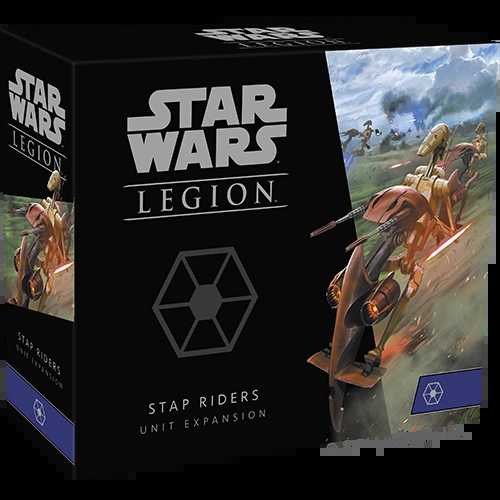 STAR
WARS
LEGION
STAP RIDERS
UNIT EXPANSION
STAR
WARS
LEGION
STAP RIDERS
UNIT EXPANSION